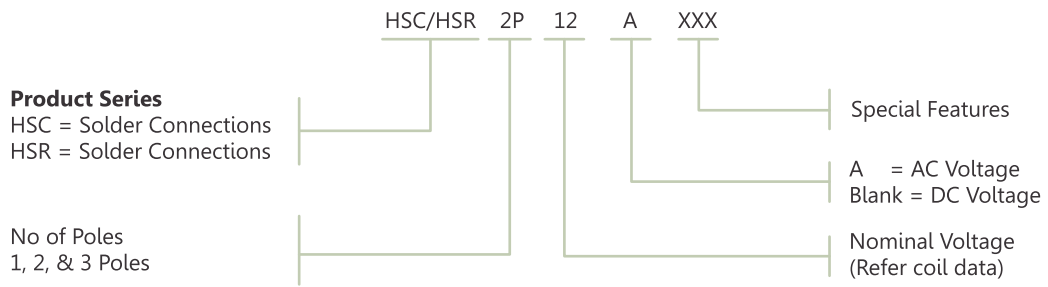 HSC/HSR 2P 12 A XXX
Product Series
HSC = Solder Connections
HSR = Solder Connections
No of Poles
1, 2, & 3 Poles
Special Features
A = AC Voltage
Blank = DC Voltage
Nominal Voltage
(Refer coil data)